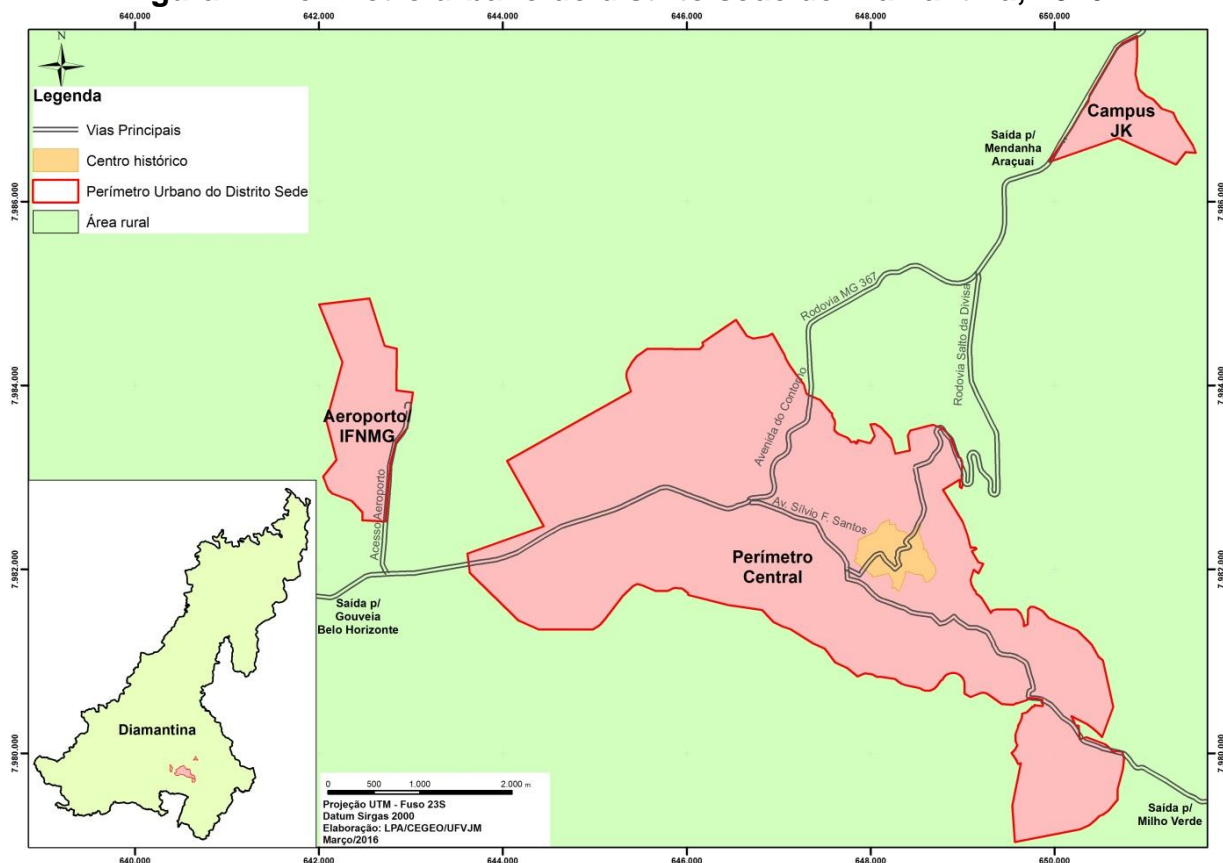 640.000 642.000 644.000 646.000 648.000 650.000
N
Legenda
Vias Principais
Centro histórico
Perímetro Urbano do Distrito Sede
Área rural
7.986.000
7.984.000
7.982.000
7.980.000
Campus
JK
Saída p/
Mendanha
Araçuaí
Rodovia MG 367
Rodovia Salto da Divisa
Avenida do Contorno
Aeroporto/
IFNMG
Acesso Aeroporto
Av. Sílvio F. Santos
Perímetro
Central
Saída p/
Gouveia
Belo Horizonte
Diamantina
Saída p/
Milho Verde
0 500 1.000 2.000 m
Projeção UTM - Fuso 23S
Datum Sirgas 2000
Elaboração: LPA/CEGEO/UFVJM
Março/2016
7.986.000
7.984.000
7.982.000
7.980.000
640.000 642.000 644.000 646.000 648.000 650.000